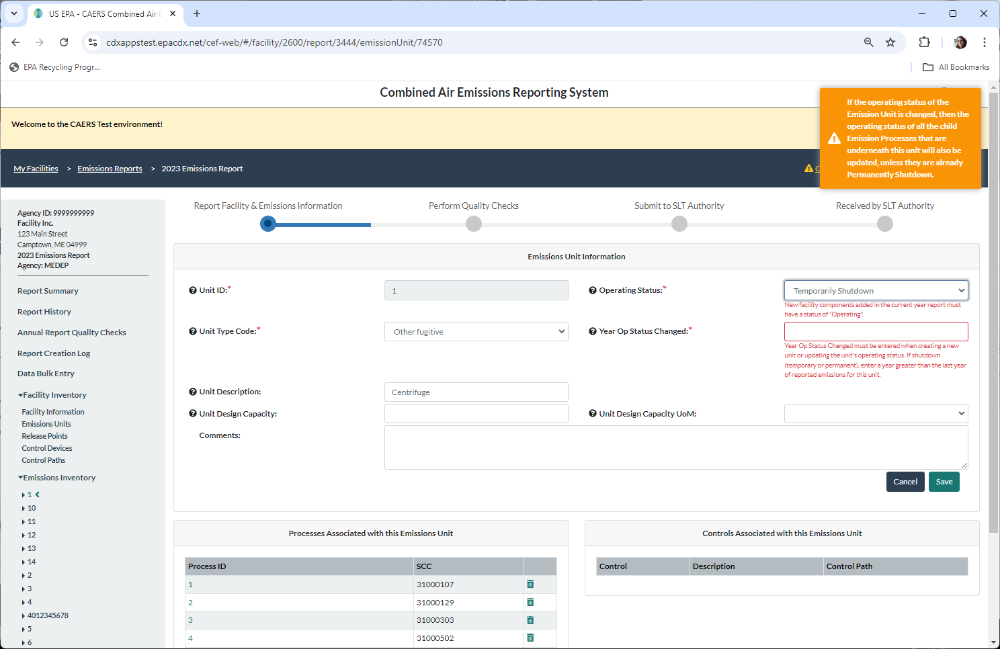 US EPA - CAERS Combined Air E
cdxappstest.epacdx.net/cef-web/#/facility/2600/report/3444/emissionUnit/74570
EPA Recycling Progr...
All Bookmarks
Combined Air Emissions Reporting System
Welcome to the CAERS Test environment!
If the operating status of the
Emission Unit is changed, then the
operating status of all the child
Emission Processes that are
underneath this unit will also be
updated, unless they are already
Permanently Shutdown.
My Facilities > Emissions Reports > 2023 Emissions Report
Agency ID: 9999999999
Facility Inc.
123 Main Street
Camptown, ME 04999
2023 Emissions Report
Agency: MEDEP
Report Summary
Report History
Annual Report Quality Checks
Report Creation Log
Data Bulk Entry
Facility Inventory
Facility Information
Emissions Units
Release Points
Control Devices
Control Paths
Emissions Inventory
1
10
11
12
13
14
2
3
4
4012345678
5
6
Report Facility & Emissions Information
Perform Quality Checks
Submit to SLT Authority
Received by SLT Authority
Emissions Unit Information
Unit ID:*
1
Operating Status:*
Temporarily Shutdown
New facility components added in the current year report must
have a status of "Operating".
Unit Type Code:*
Other fugitive
Year Op Status Changed:*
Year Op Status Changed must be entered when creating a new
unit or updating the unit's operating status. If shutdown
(temporary or permanent), enter a year greater than the last year
of reported emissions for this unit.
Unit Description:
Centrifuge
Unit Design Capacity:
Unit Design Capacity UoM:
Comments:
Cancel
Save
Processes Associated with this Emissions Unit
Process ID SCC
1 31000107
2 31000129
3 31000303
4 31000502
Controls Associated with this Emissions Unit
Control Description Control Path